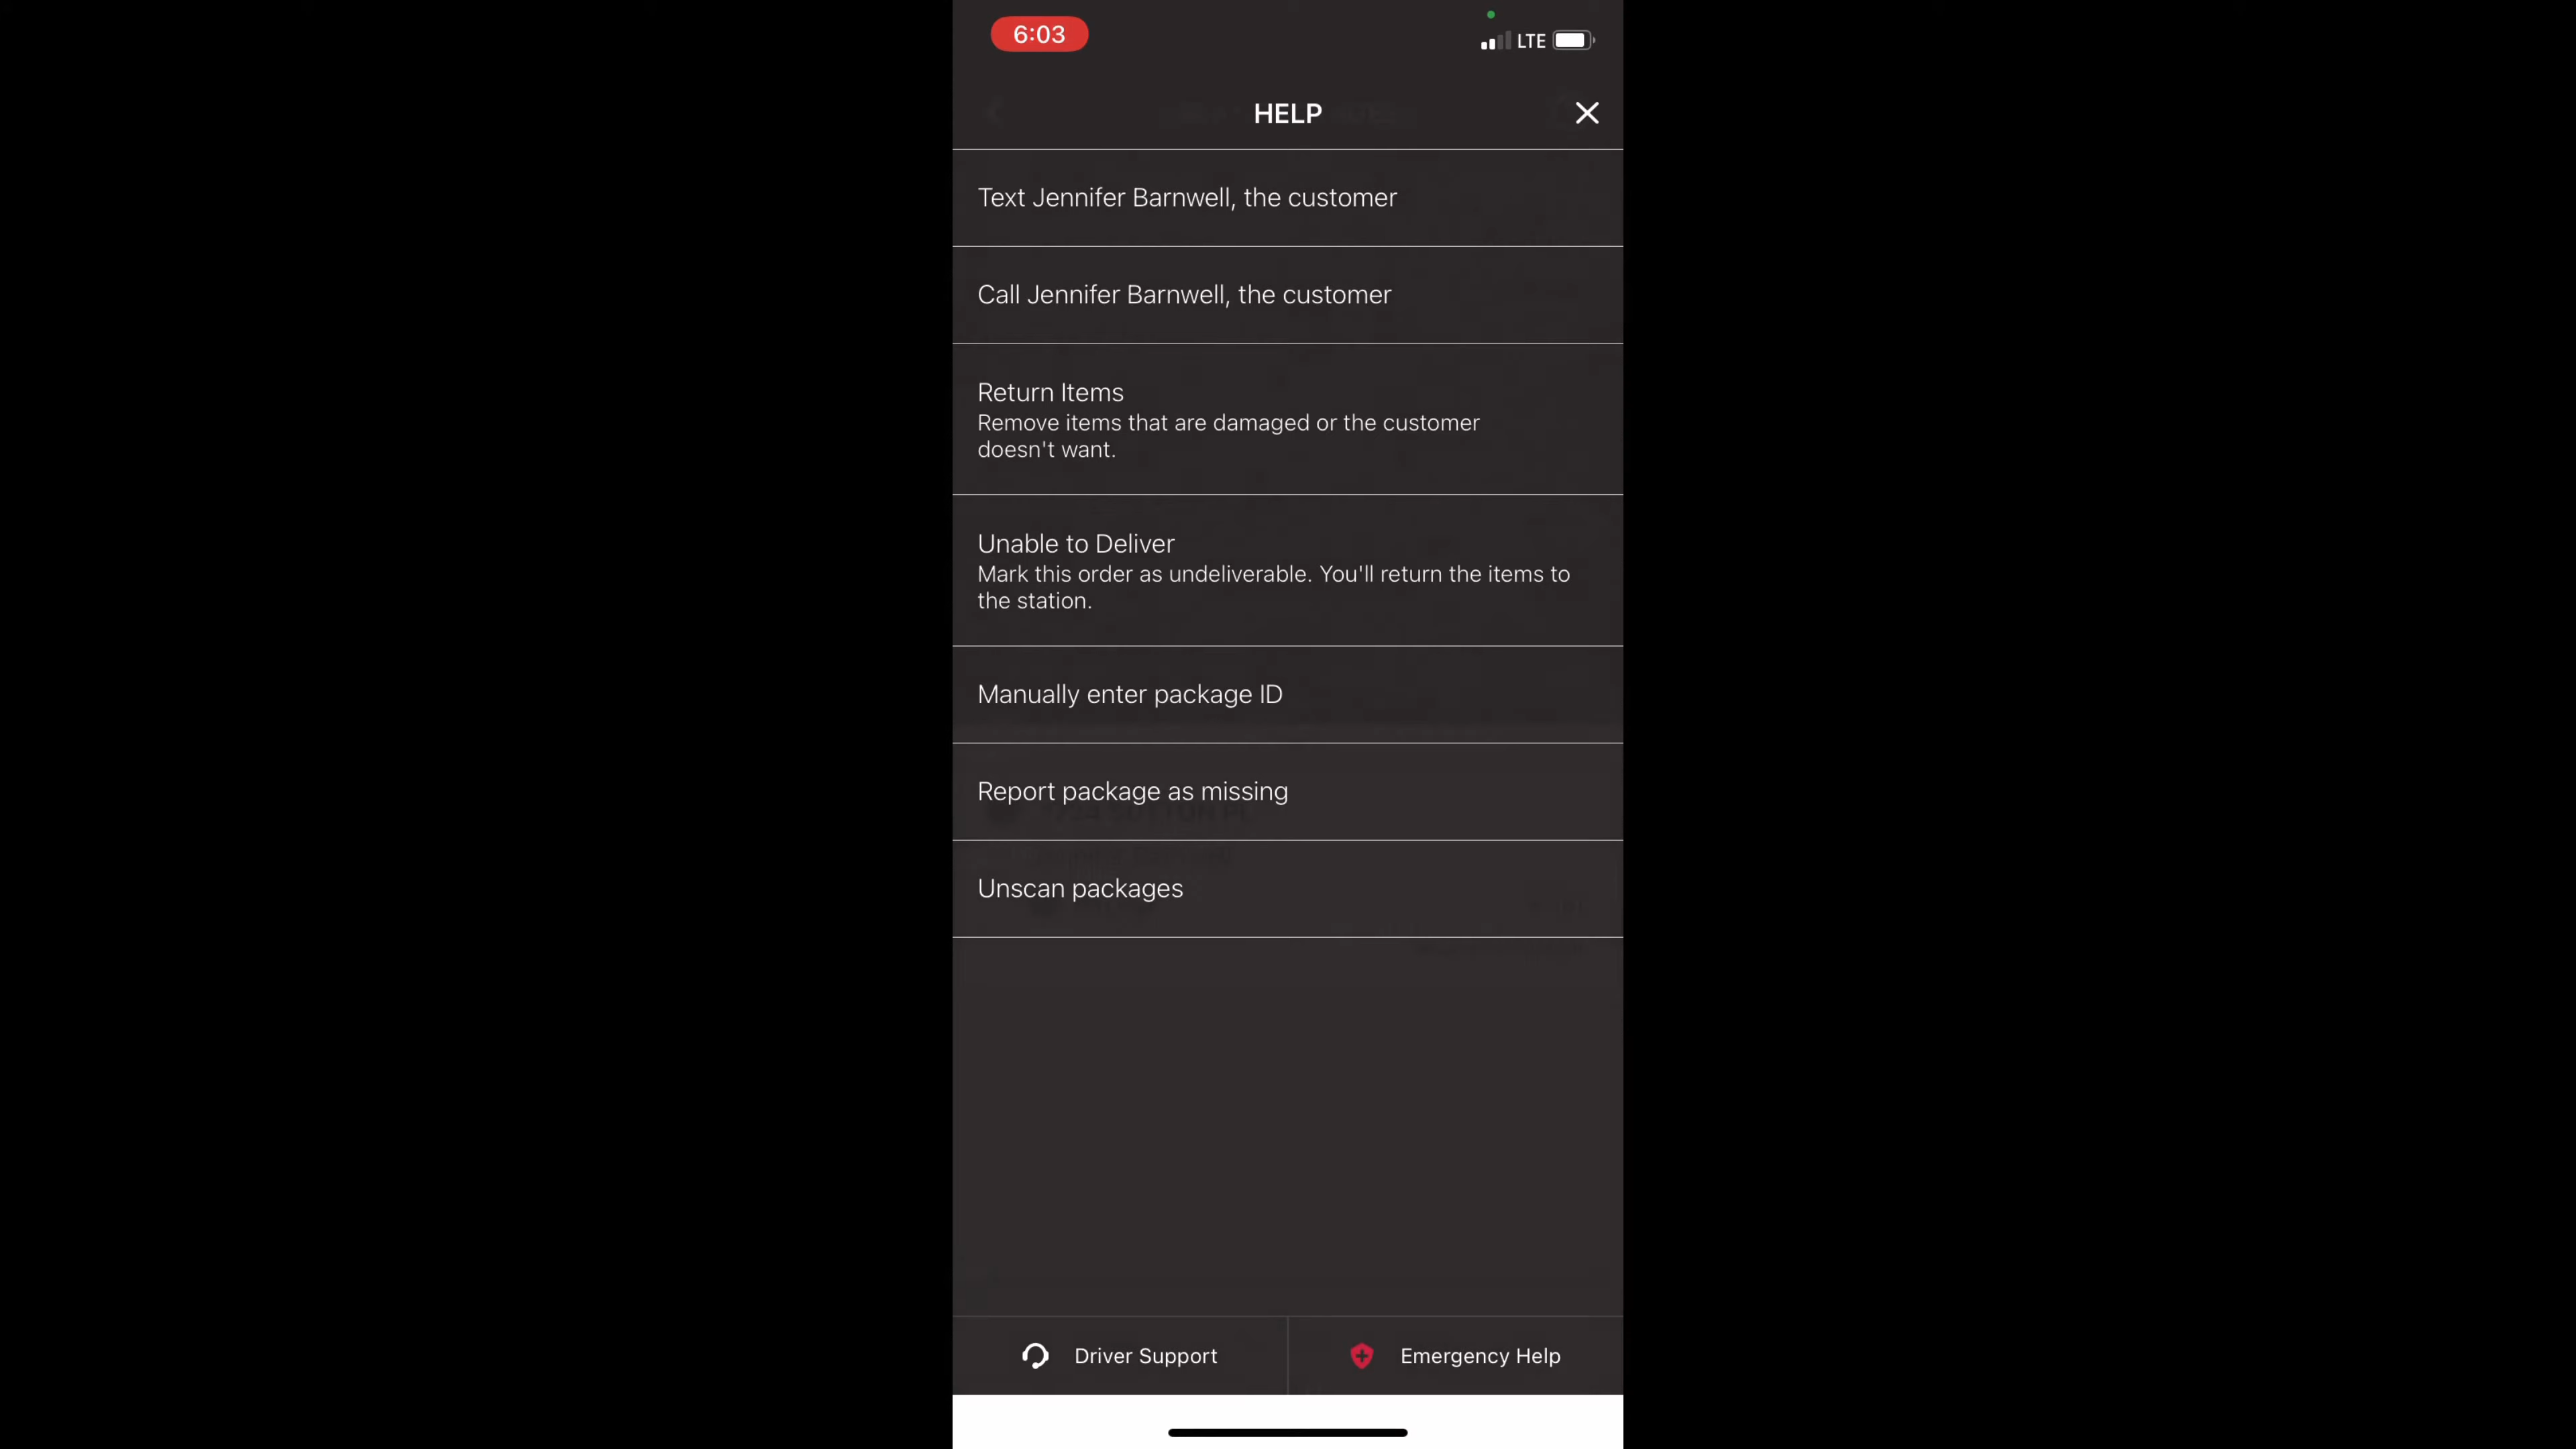 6:03
LTE
HELP
Text Jennifer Barnwell, the customer
Call Jennifer Barnwell, the customer
Return Items
Remove items that are damaged or the customer
doesn't want.
Unable to Deliver
Mark this order as undeliverable. You'll return the items to
the station.
Manually enter package ID
Report package as missing
Unscan packages
Driver Support
Emergency Help